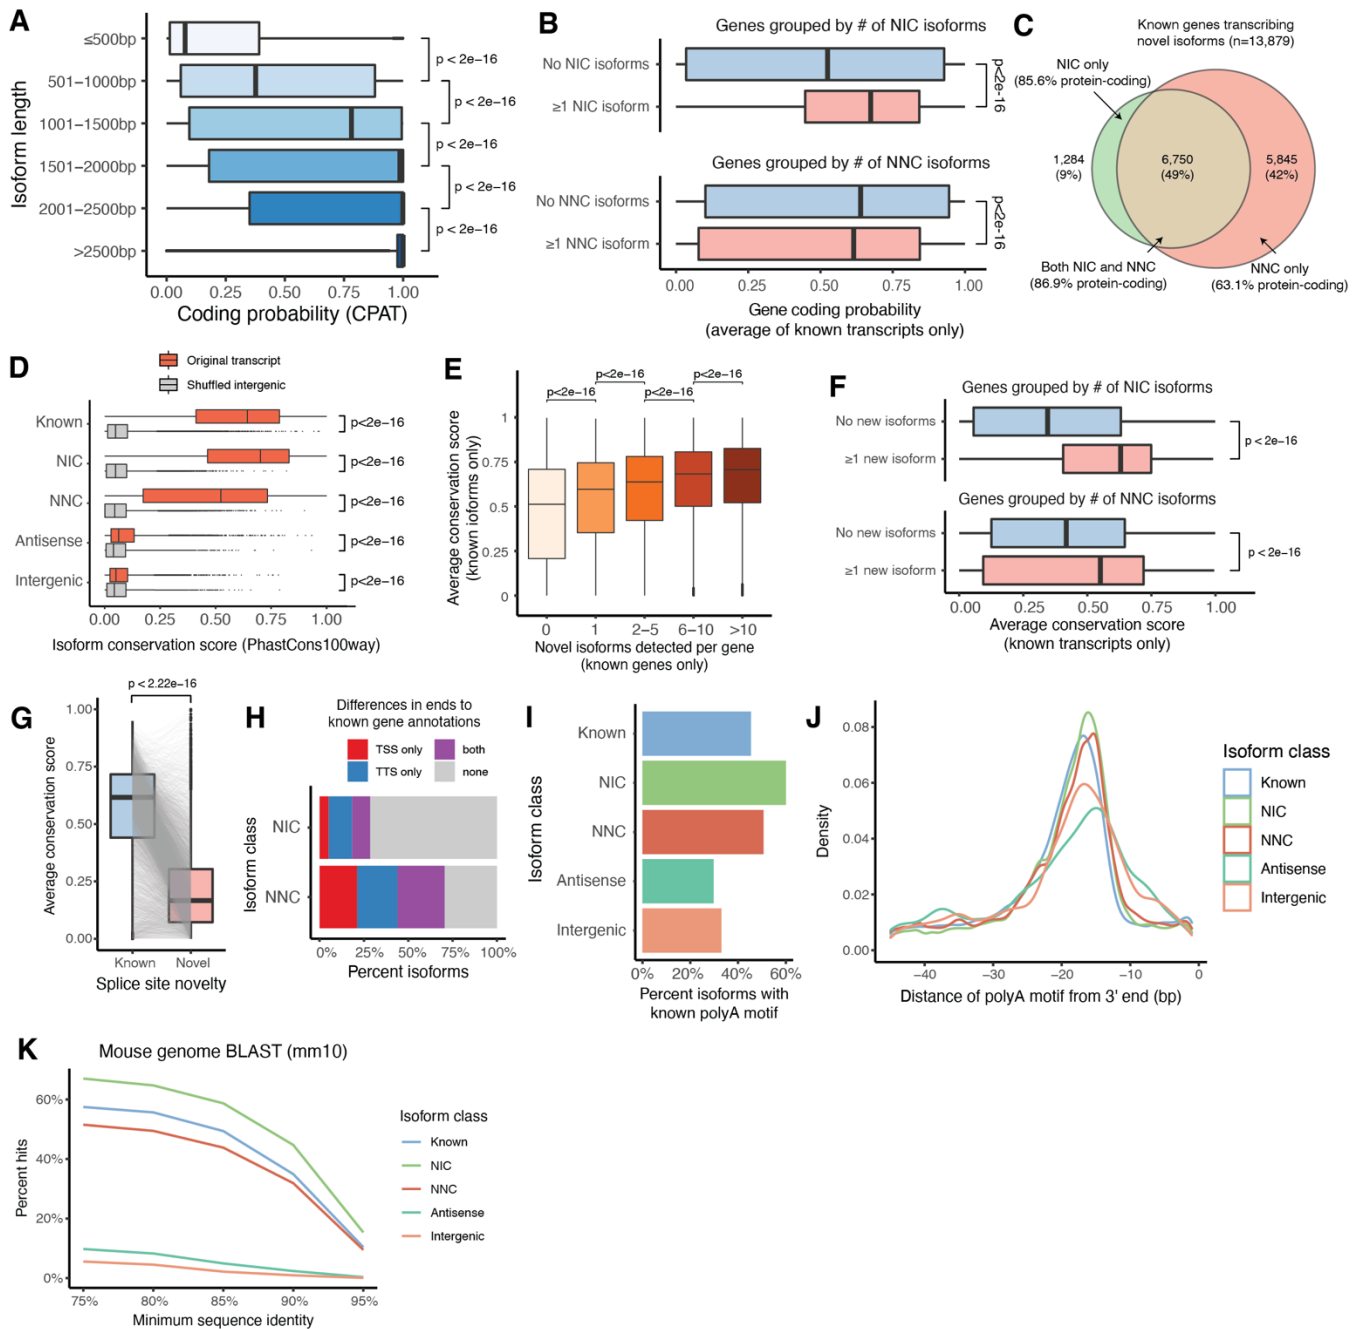 A
≤500bp
501−1000bp
1001−1500bp
1501−2000bp
2001−2500bp
>2500bp
Isoform length
p < 2e−16
p < 2e−16
p < 2e−16
p < 2e−16
p < 2e−16
0.00 0.25 0.50 0.75 1.00
Coding probability (CPAT)
B
Genes grouped by # of NIC isoforms
No NIC isoforms
≥1 NIC isoform
p<2e-16
Genes grouped by # of NNC isoforms
No NNC isoforms
≥1 NNC isoform
p<2e-16
0.00 0.25 0.50 0.75 1.00
Gene coding probability
(average of known transcripts only)
C
Known genes transcribing
novel isoforms (n=13,879)
NIC only
(85.6% protein-coding)
1,284
(9%)
6,750
(49%)
5,845
(42%)
Both NIC and NNC
(86.9% protein-coding)
NNC only
(63.1% protein-coding)
D
Original transcript
Shuffled intergenic
Known
NIC
NNC
Antisense
Intergenic
p<2e−16
p<2e−16
p<2e−16
p<2e−16
p<2e−16
0.00 0.25 0.50 0.75 1.00
Isoform conservation score (PhastCons100way)
E
p<2e−16 p<2e−16
p<2e−16 p<2e−16
1
0.75
0.5
0.25
0
Average conservation score
(known ioforms only)
0 1 2−5 6−10 >10
Novel isoforms detected per gene
(known genes only)
F
Genes grouped by # of NIC isoforms
No new isoforms
≥1 new isoform
p < 2e−16
Genes grouped by # of NNC isoforms
No new isoforms
≥1 new isoform
p < 2e−16
0.00 0.25 0.50 0.75 1.00
Average conservation score
(known transcripts only)
G
p < 2.22e−16
1.00
0.75
0.50
0.25
0.00
Average conservation score
Known Novel
Splice site novelty
H
Differences in ends to
known gene annotations
TSS only both
TTS only none
NIC
NNC
Isoform class
0% 25% 50% 75% 100%
Percent isoforms
I
Known
NIC
NNC
Antisense
Intergenic
Isoform class
0% 20% 40% 60%
Percent isoforms with
known polyA motif
J
0.08
0.06
0.04
0.02
0.00
Density
−40 −30 −20 −10 0
Distance of polyA motif from 3' end (bp)
Isoform class
Known
NIC
NNC
Antisense
Intergenic
K
Mouse genome BLAST (mm10)
60%
40%
20%
0%
Percent hits
75% 80% 85% 90% 95%
Minimum sequence identity
Isoform class
Known
NIC
NNC
Antisense
Intergenic